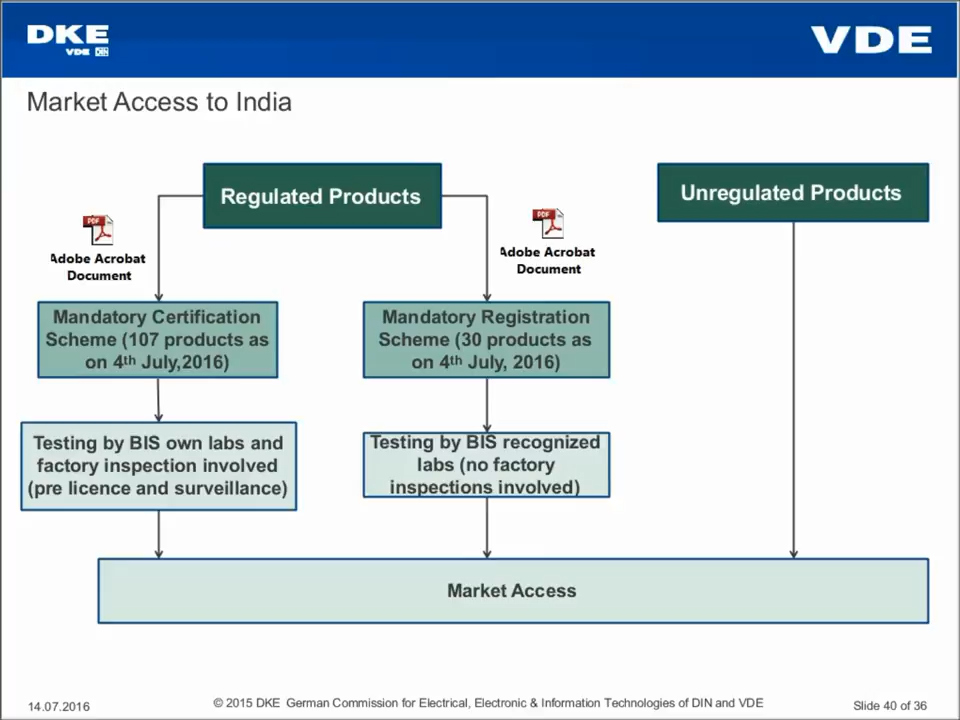 DKE
VDE DIN
VDE
Market Access to India
Regulated Products
Unregulated Products
PDF
Adobe Acrobat
Document
PDF
Adobe Acrobat
Document
Mandatory Certification
Scheme (107 products as
on 4th July,2016)
Mandatory Registration
Scheme (30 products as
on 4th July, 2016)
Testing by BIS own labs and
factory inspection involved
(pre licence and surveillance)
Testing by BIS recognized
labs (no factory
inspections involved)
Market Access
14.07.2016
© 2015 DKE German Commission for Electrical, Electronic & Information Technologies of DIN and VDE
Slide 40 of 36